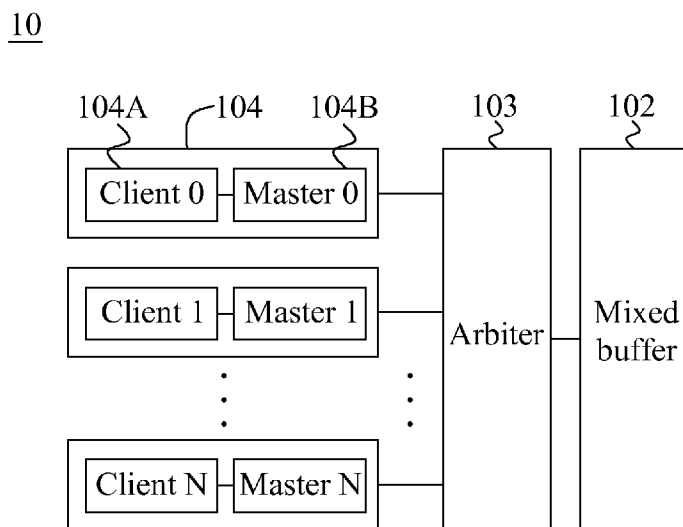 10
104A 104 104B 103 102
Client 0 Master 0
Client 1 Master 1
Arbiter
Mixed
buffer
Client N Master N